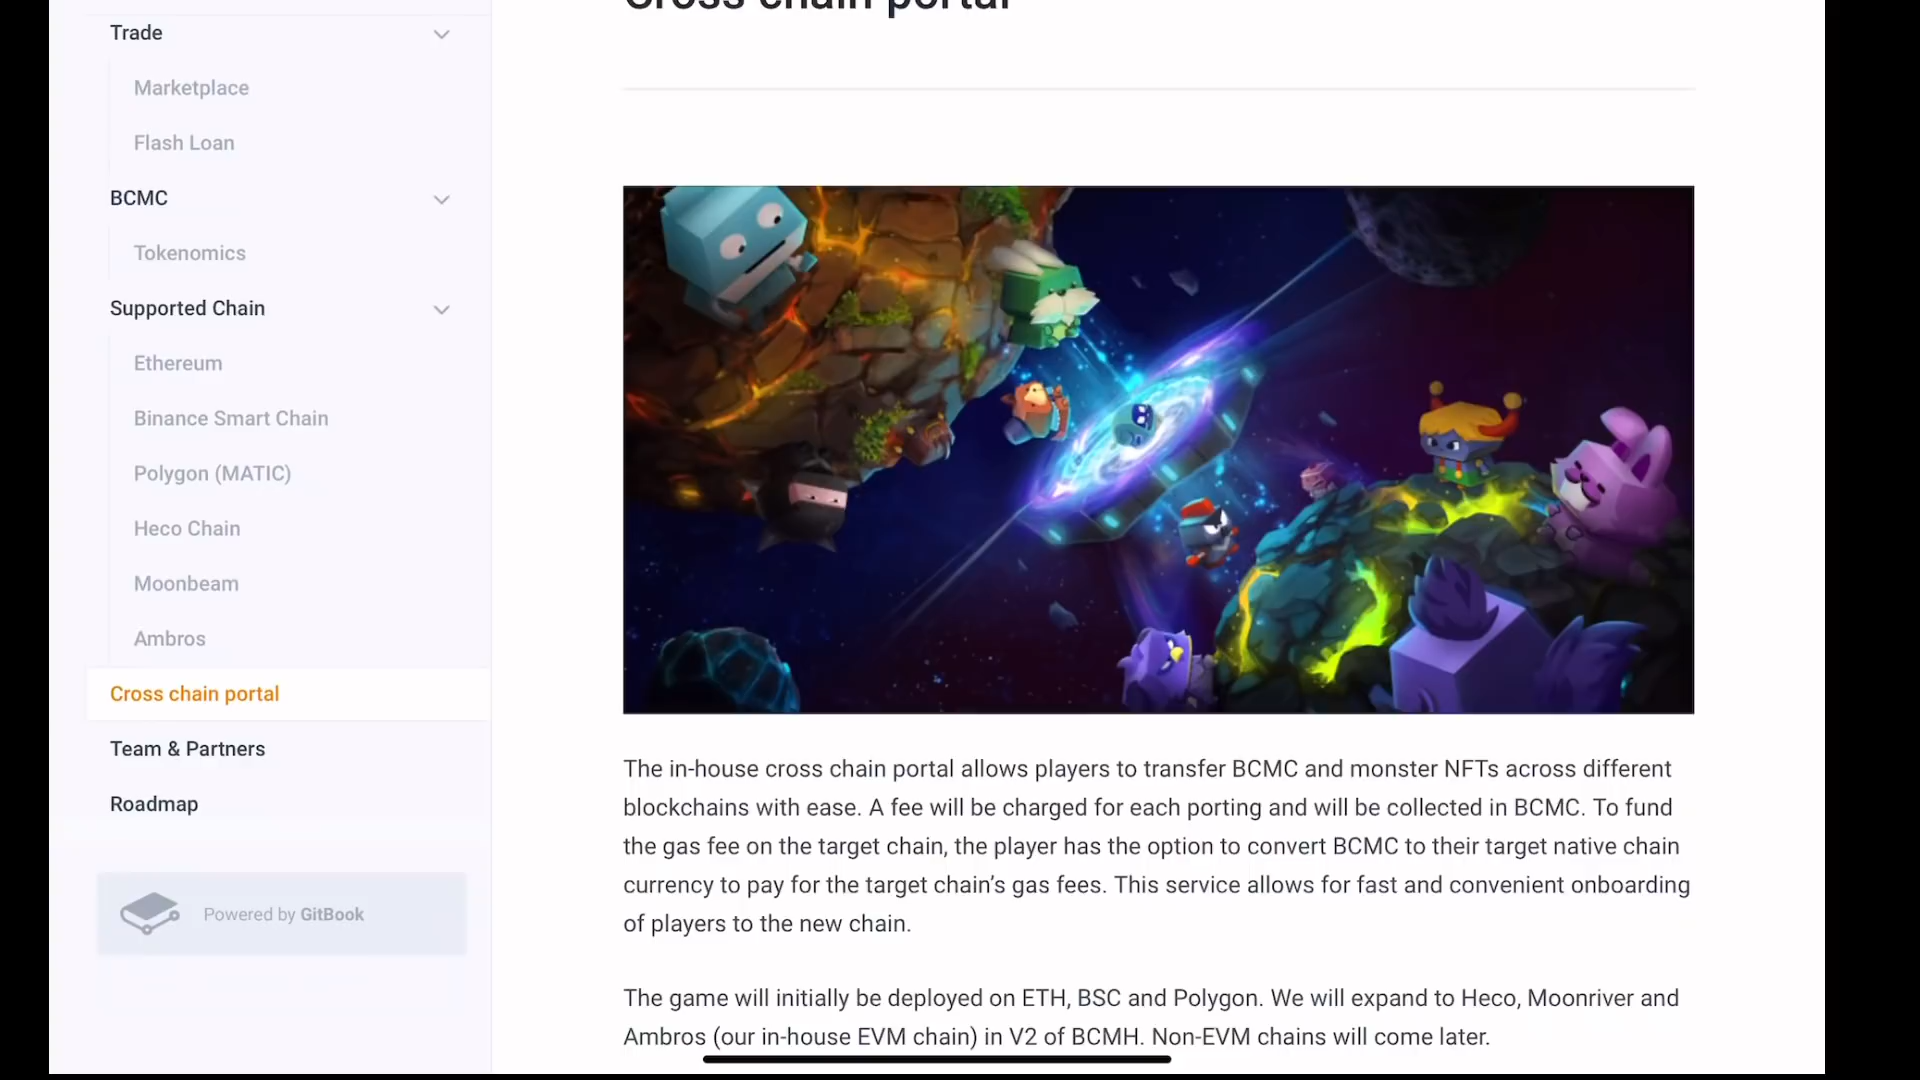 Cross chain portal
Trade
Marketplace
Flash Loan
BCMC
Tokenomics
Supported Chain
Ethereum
Binance Smart Chain
Polygon (MATIC)
Heco Chain
Moonbeam
Ambros
Cross chain portal
Team & Partners
Roadmap
Powered by GitBook
The in-house cross chain portal allows players to transfer BCMC and monster NFTs across different
blockchains with ease. A fee will be charged for each porting and will be collected in BCMC. To fund
the gas fee on the target chain, the player has the option to convert BCMC to their target native chain
currency to pay for the target chain’s gas fees. This service allows for fast and convenient onboarding
of players to the new chain.
The game will initially be deployed on ETH, BSC and Polygon. We will expand to Heco, Moonriver and
Ambros (our in-house EVM chain) in V2 of BCMH. Non-EVM chains will come later.